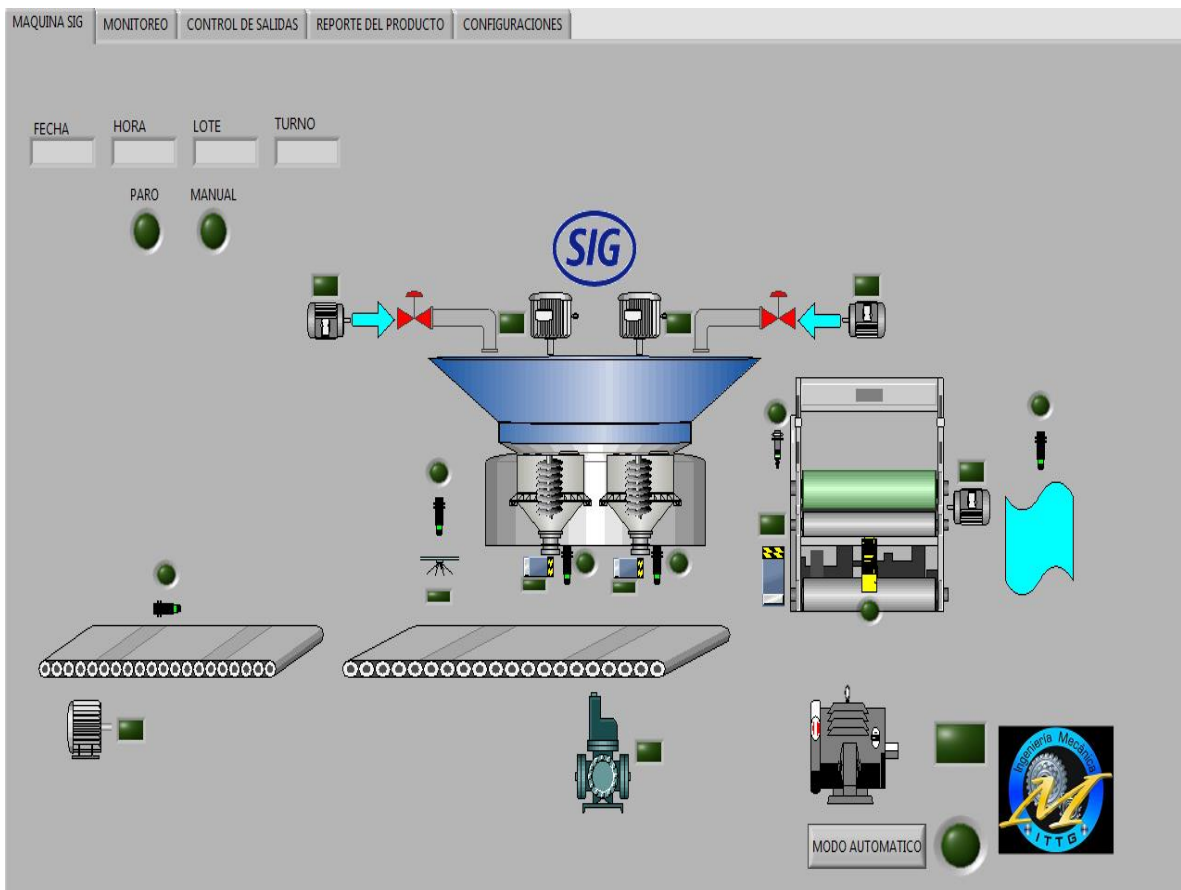 MAQUINA SIG MONITOREO CONTROL DE SALIDAS REPORTE DEL PRODUCTO CONFIGURACIONES
FECHA HORA LOTE TURNO
PARO MANUAL
SIG
Ingeniería Mecánica
M
ITTG
MODO AUTOMATICO